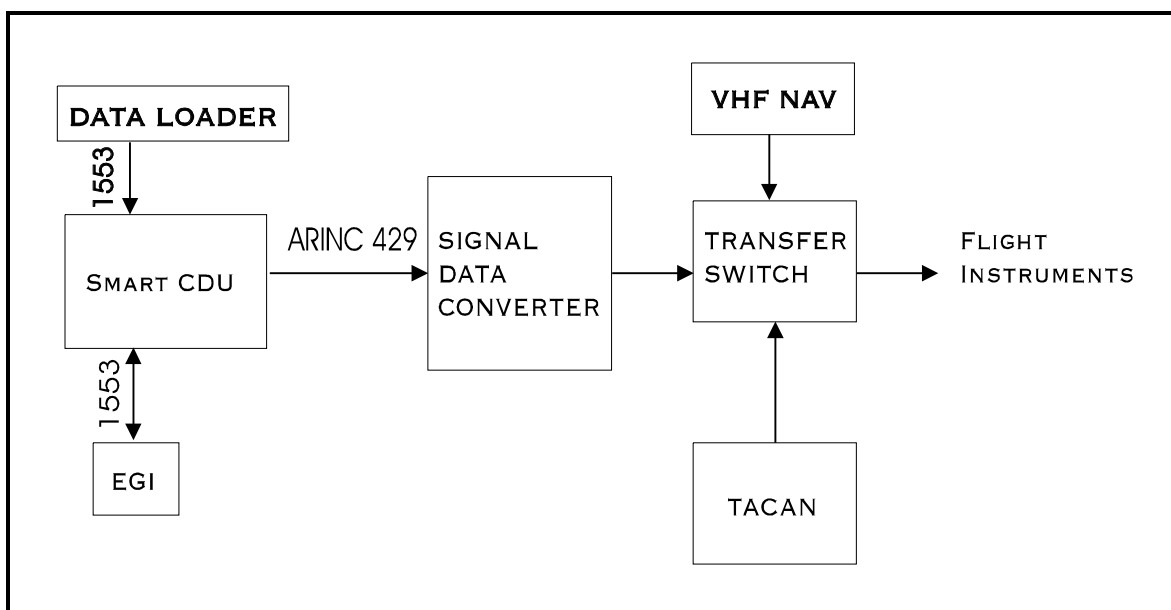 DATA LOADER
1553
SMART CDU
1553
EGI
ARINC 429
SIGNAL
DATA
CONVERTER
VHF NAV
TRANSFER
SWITCH
TACAN
FLIGHT
INSTRUMENTS